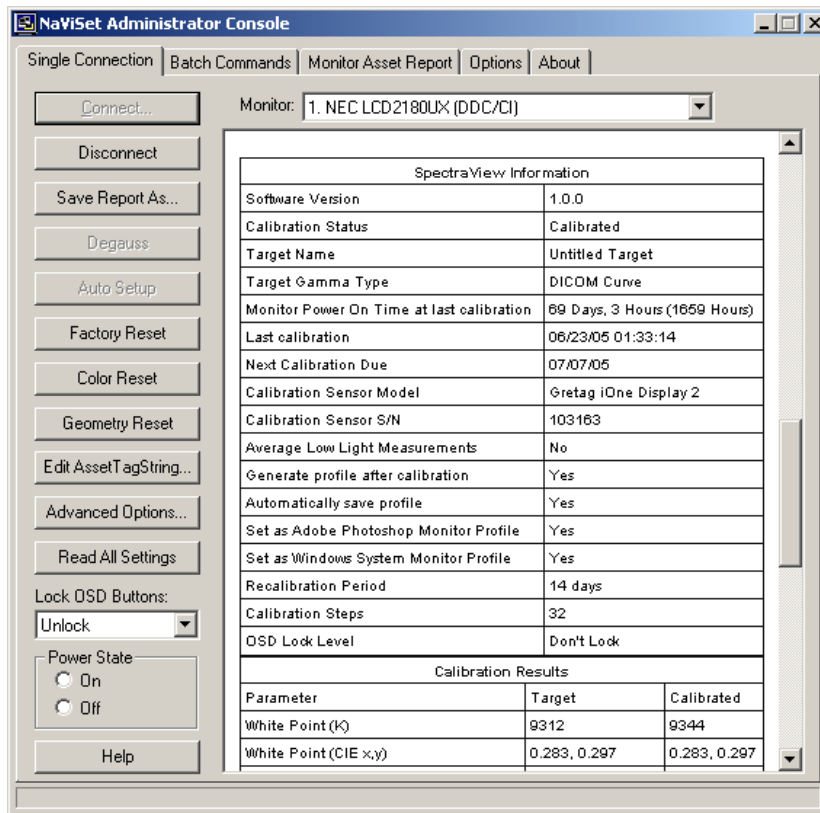 NaViSet Administrator Console
Single Connection Batch Commands Monitor Asset Report Options About
Connect...
Disconnect
Save Report As...
Degauss
Auto Setup
Factory Reset
Color Reset
Geometry Reset
Edit AssetTagString...
Advanced Options...
Read All Settings
Lock OSD Buttons:
Unlock
Power State
On
Off
Help
Monitor: 1. NEC LCD2180UX (DDC/CI)
SpectraView Information
Software Version 1.0.0
Calibration Status Calibrated
Target Name Untitled Target
Target Gamma Type DICOM Curve
Monitor Power On Time at last calibration 69 Days, 3 Hours (1659 Hours)
Last calibration 06/23/05 01:33:14
Next Calibration Due 07/07/05
Calibration Sensor Model Gretag iOne Display 2
Calibration Sensor S/N 103163
Average Low Light Measurements No
Generate profile after calibration Yes
Automatically save profile Yes
Set as Adobe Photoshop Monitor Profile Yes
Set as Windows System Monitor Profile Yes
Recalibration Period 14 days
Calibration Steps 32
OSD Lock Level Don't Lock
Calibration Results
Parameter Target Calibrated
White Point (K) 9312 9344
White Point (CIE x,y) 0.283, 0.297 0.283, 0.297